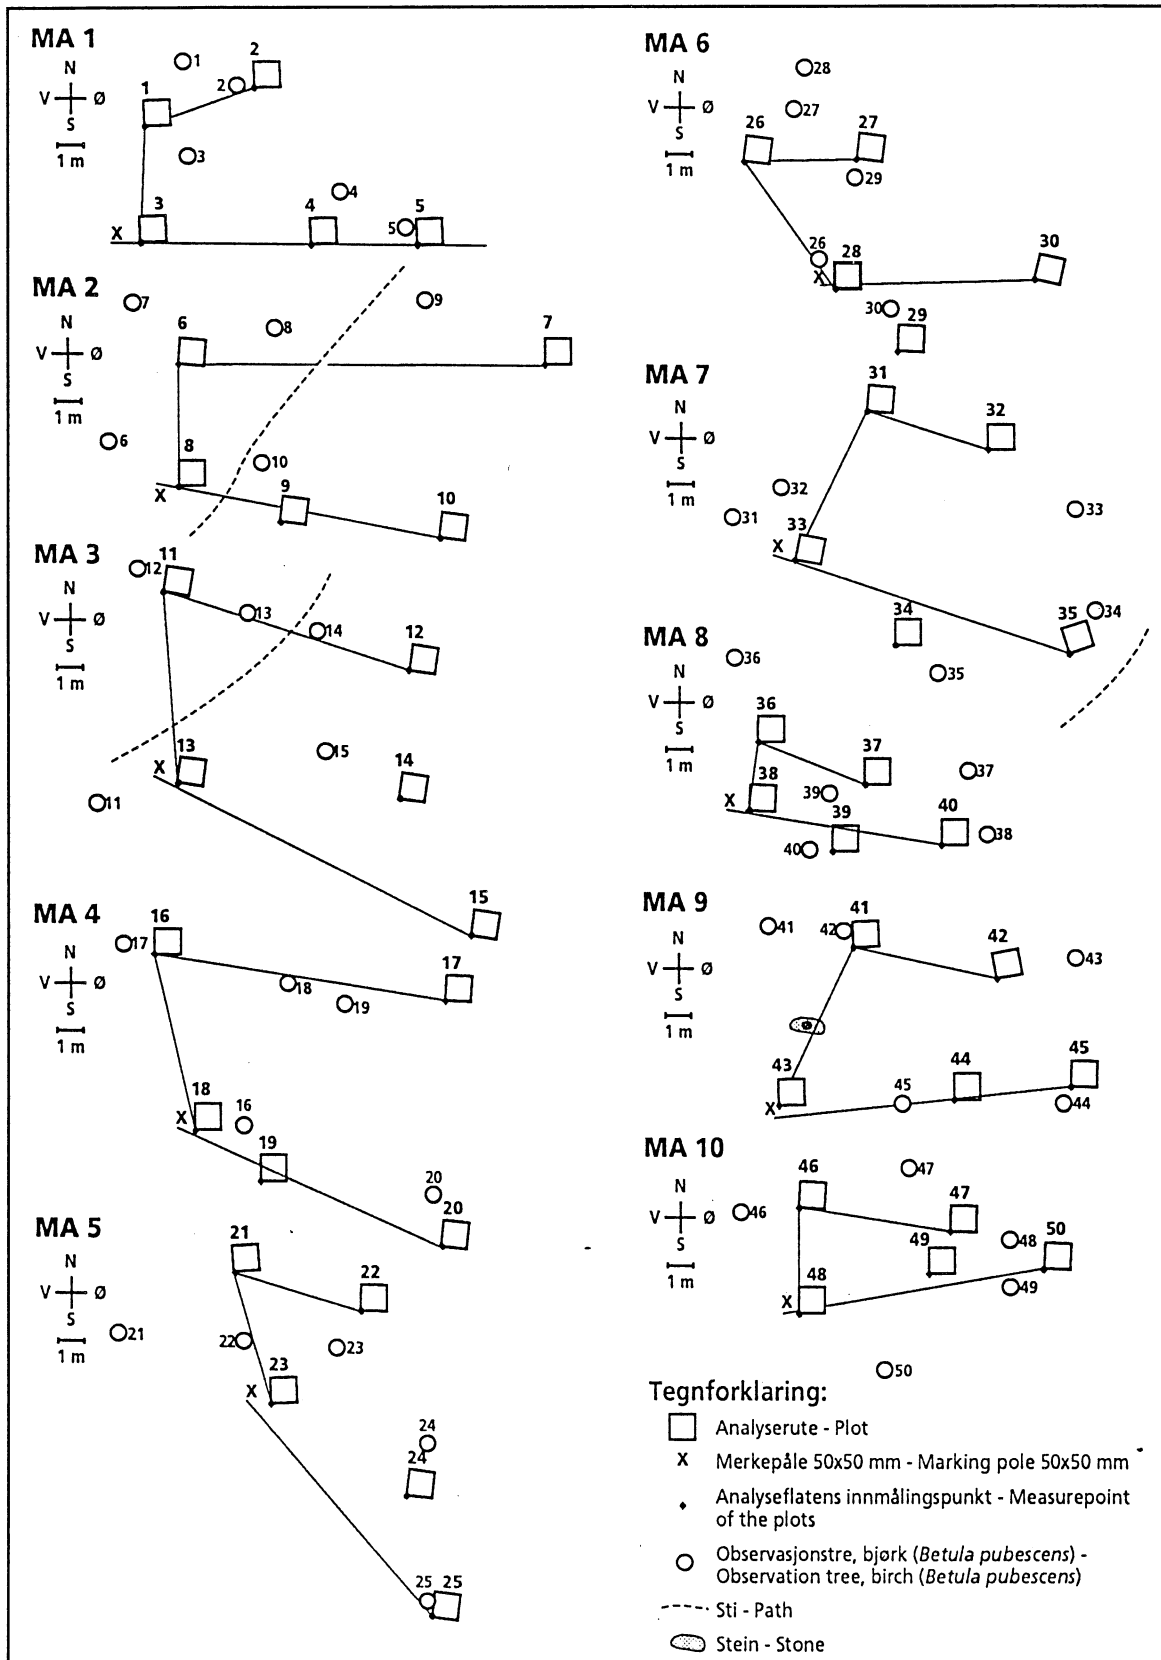 MA 1
N
V Ø
S
1 m
1
2
1
2
3
4
3
4
5
5
X
MA 2
N
V Ø
S
1 m
7
8
9
6
7
6
8
10
9
10
X
MA 3
N
V Ø
S
1 m
12
11
13
14
12
13
15
14
11
15
X
MA 4
N
V Ø
S
1 m
16
17
18
19
17
18
16
19
20
20
X
MA 5
N
V Ø
S
1 m
21
22
21
22
23
23
24
24
25
25
X
MA 6
N
V Ø
S
1 m
28
27
26
27
29
26
28
30
30
29
X
MA 7
N
V Ø
S
1 m
31
32
32
31
33
33
34
35
34
35
X
MA 8
N
V Ø
S
1 m
36
36
37
37
38
39
39
40
38
40
X
MA 9
N
V Ø
S
1 m
41
42
41
42
43
43
45
44
45
44
X
MA 10
N
V Ø
S
1 m
46
47
46
47
49
48
50
48
49
50
X
Tegnforklaring:
Analyserute - Plot
X Merkepåle 50x50 mm - Marking pole 50x50 mm
Analyseflatens innmålingspunkt - Measurepoint
of the plots
Observasjonstre, bjørk (Betula pubescens) -
Observation tree, birch (Betula pubescens)
Sti - Path
Stein - Stone